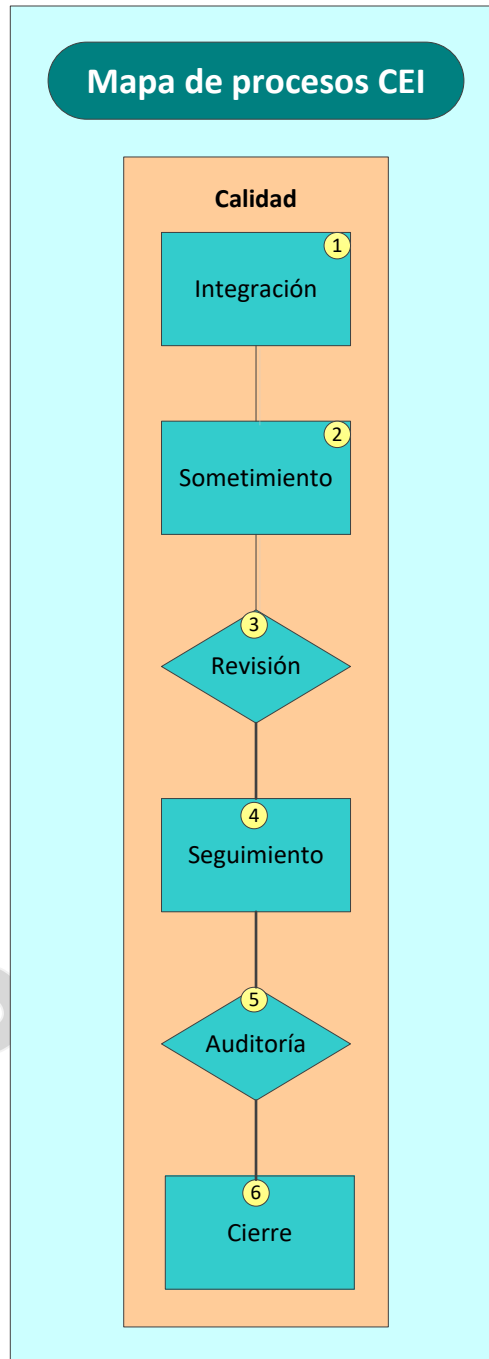 Mapa de procesos CEI
Calidad
1
Integración
2
Sometimiento
3
Revisión
4
Seguimiento
5
Auditoría
6
Cierre